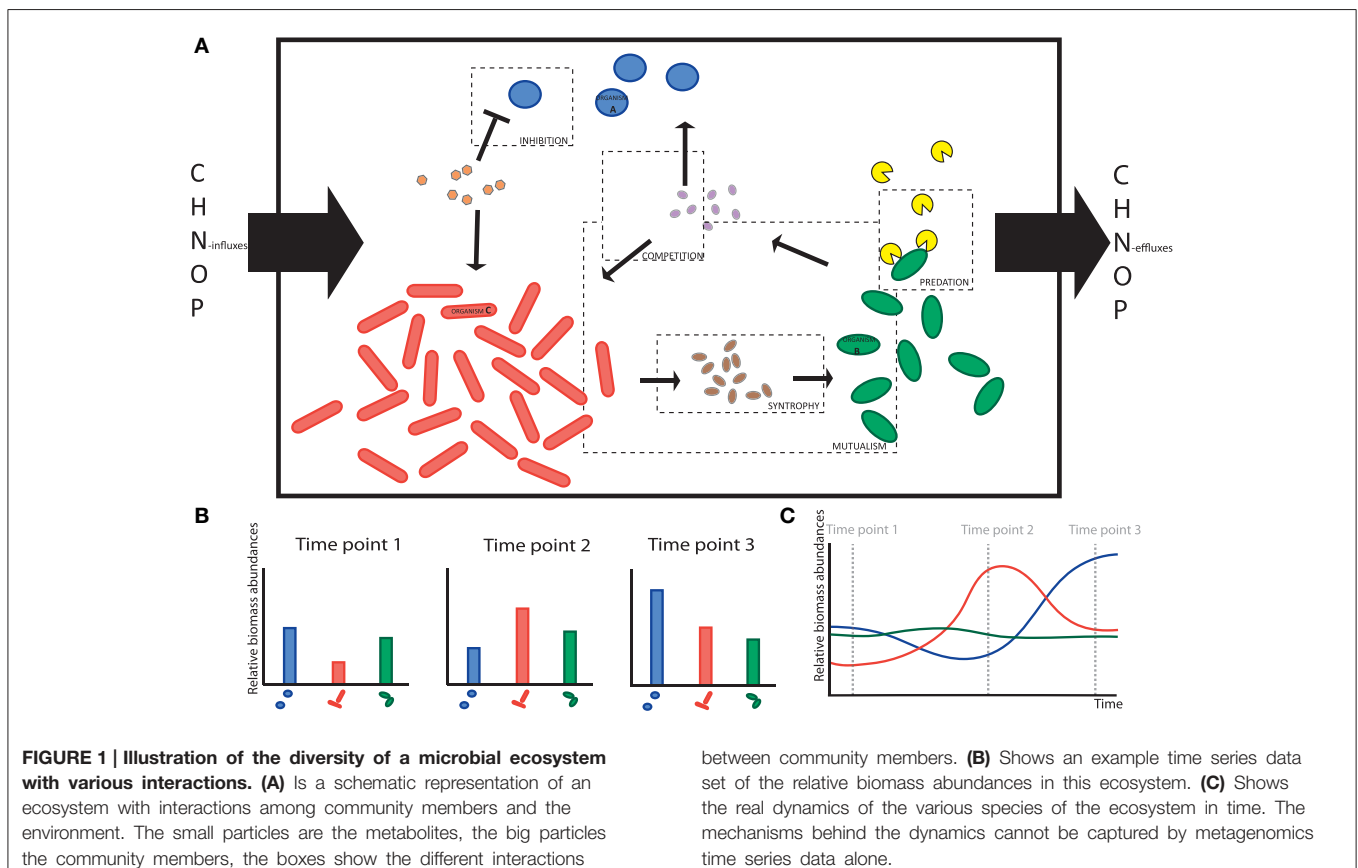 A
ORGANISM
A
INHIBITION
C
H
N-influxes
O
P
C
H
N-effluxes
O
P
COMPETITION
PREDATION
ORGANISM C
ORGANISM
B
SYNTROPHY
MUTUALISM
B
Time point 1
Time point 2
Time point 3
Relative biomass abundances
C
Relative biomass abundances
Time point 1
Time point 2
Time point 3
Time
FIGURE 1 | Illustration of the diversity of a microbial ecosystem
with various interactions. (A) Is a schematic representation of an
ecosystem with interactions among community members and the
environment. The small particles are the metabolites, the big particles
the community members, the boxes show the different interactions
between community members. (B) Shows an example time series data
set of the relative biomass abundances in this ecosystem. (C) Shows
the real dynamics of the various species of the ecosystem in time. The
mechanisms behind the dynamics cannot be captured by metagenomics
time series data alone.